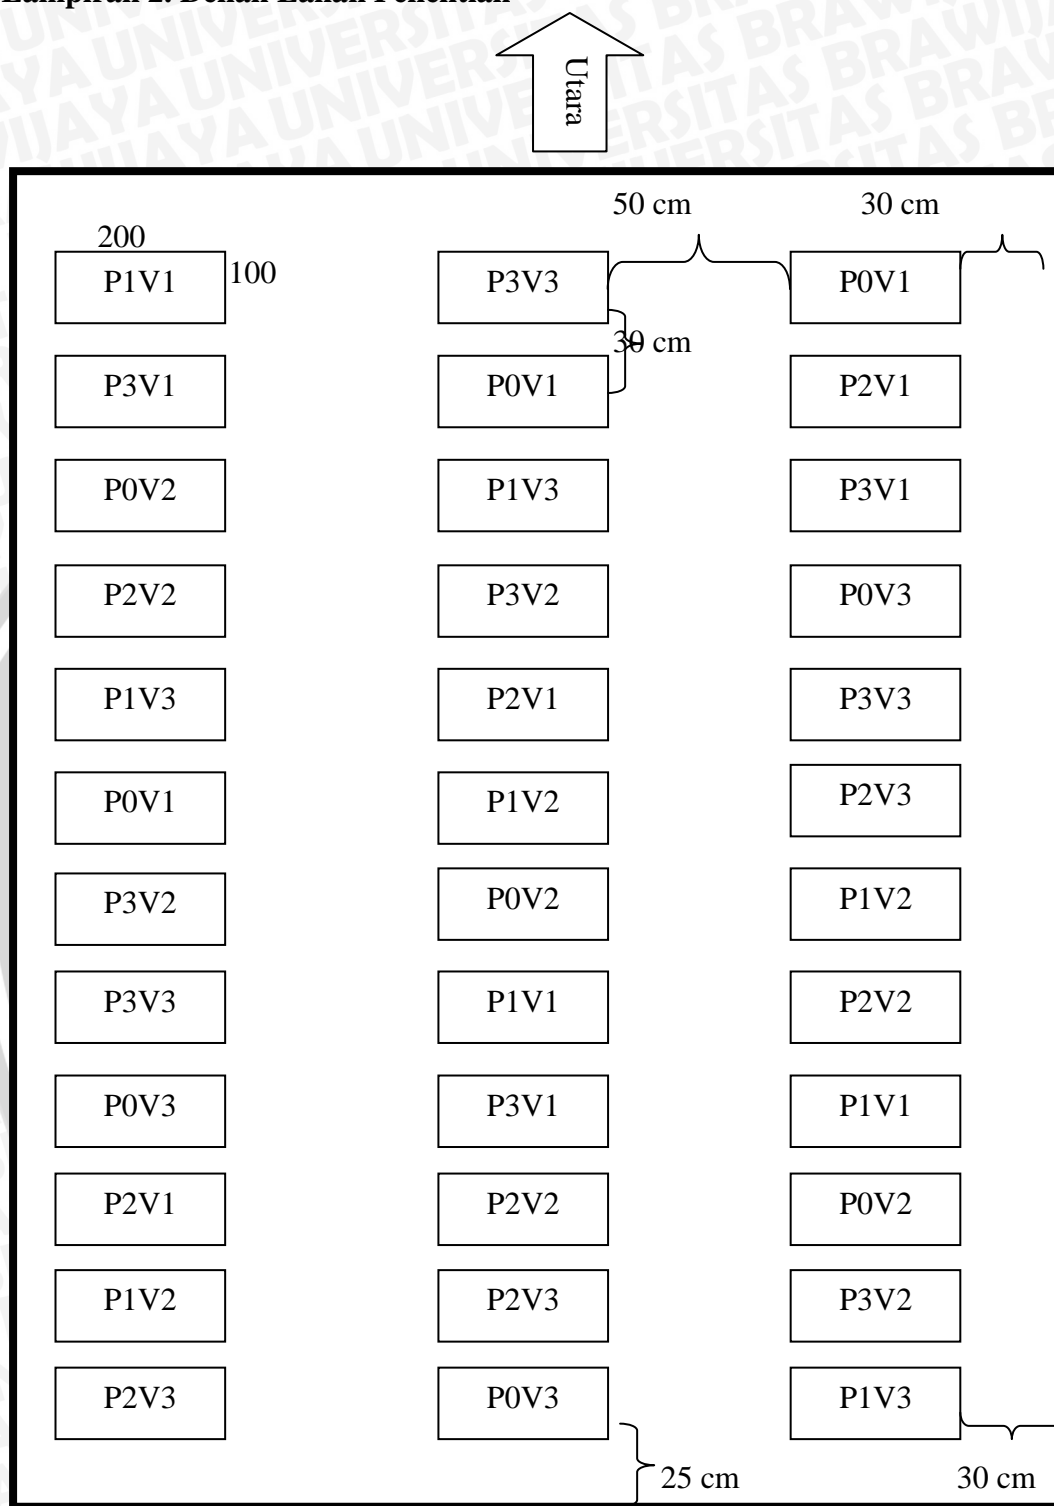 Lampiran 2. Denah Lahan Penelitian
Utara
50 cm 30 cm
200
P1V1 100 P3V3 P0V1
30 cm
P3V1 P0V1 P2V1
P0V2 P1V3 P3V1
P2V2 P3V2 P0V3
P1V3 P2V1 P3V3
P0V1 P1V2 P2V3
P3V2 P0V2 P1V2
P3V3 P1V1 P2V2
P0V3 P3V1 P1V1
P2V1 P2V2 P0V2
P1V2 P2V3 P3V2
P2V3 P0V3 P1V3
25 cm 30 cm